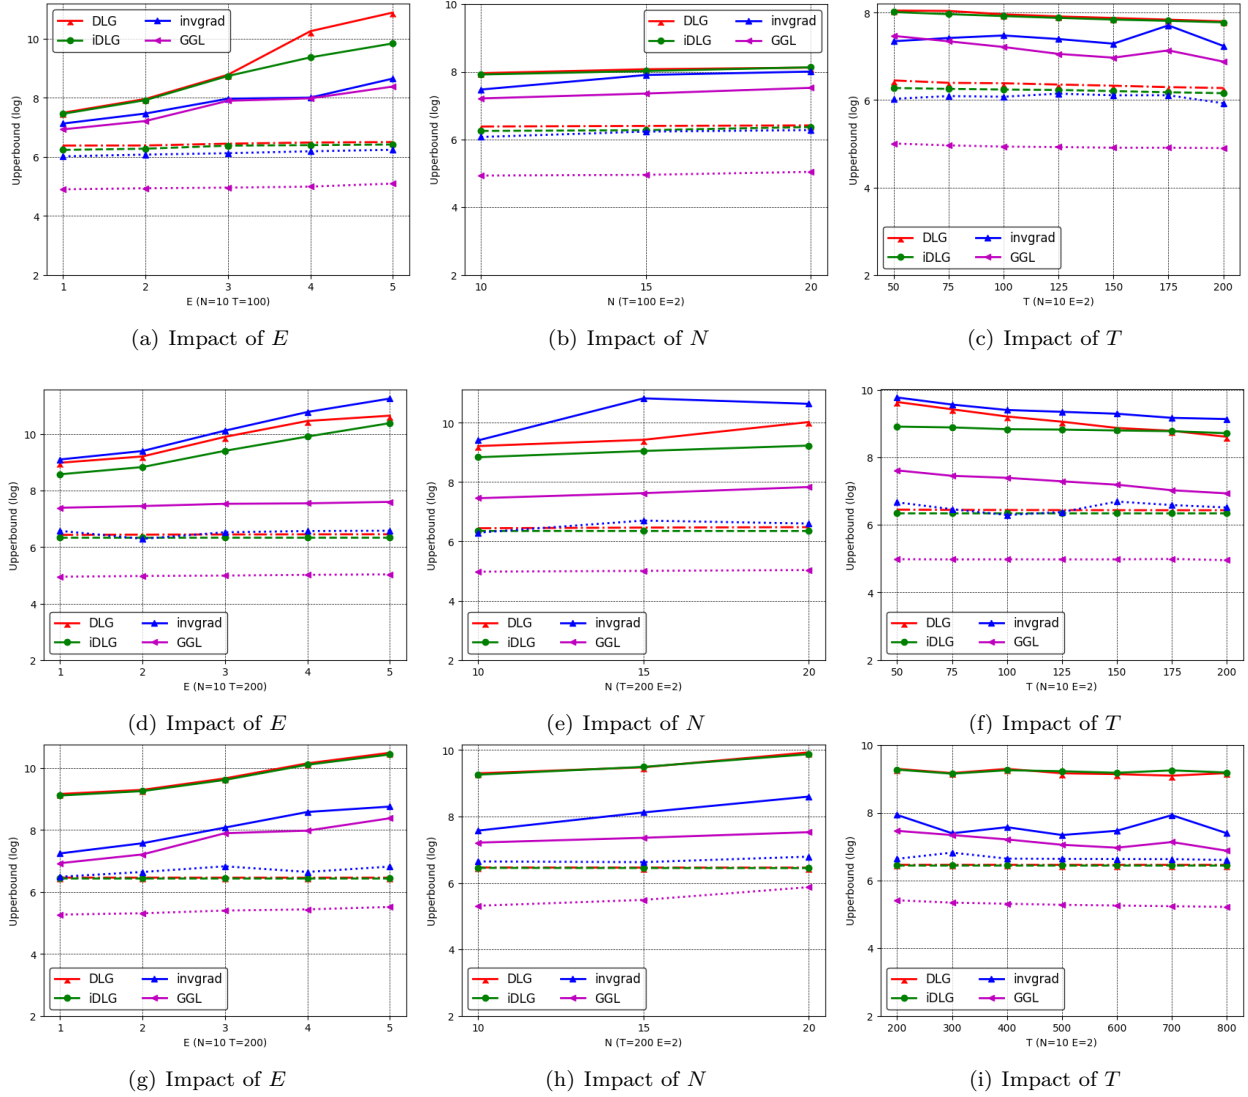 DLG
iDLG
invgrad
GGL
Upperbound (log)
10
8
6
4
2
1 2 3 4 5
E (N=10 T=100)
(a) Impact of E
DLG
iDLG
invgrad
GGL
Upperbound (log)
10
8
6
4
2
10 15 20
N (T=100 E=2)
(b) Impact of N
DLG
iDLG
invgrad
GGL
Upperbound (log)
8
6
4
2
50 75 100 125 150 175 200
T (N=10 E=2)
(c) Impact of T
DLG
iDLG
invgrad
GGL
Upperbound (log)
10
8
6
4
2
1 2 3 4 5
E (N=10 T=200)
(d) Impact of E
DLG
iDLG
invgrad
GGL
Upperbound (log)
10
8
6
4
2
10 15 20
N (T=200 E=2)
(e) Impact of N
DLG
iDLG
invgrad
GGL
Upperbound (log)
10
8
6
4
2
50 75 100 125 150 175 200
T (N=10 E=2)
(f) Impact of T
DLG
iDLG
invgrad
GGL
Upperbound (log)
10
8
6
4
2
1 2 3 4 5
E (N=10 T=200)
(g) Impact of E
DLG
iDLG
invgrad
GGL
Upperbound (log)
10
8
6
4
2
10 15 20
N (T=200 E=2)
(h) Impact of N
DLG
iDLG
invgrad
GGL
Upperbound (log)
10
8
6
4
2
200 300 400 500 600 700 800
T (N=10 E=2)
(i) Impact of T